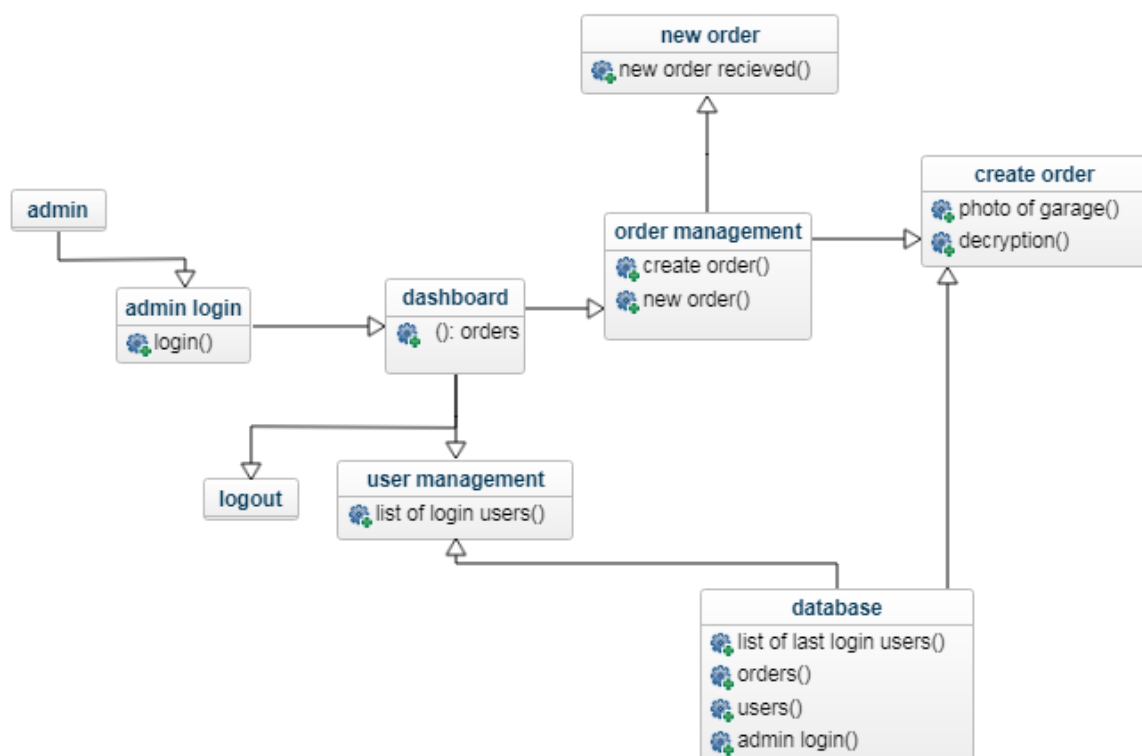 new order
new order recieved()
create order
photo of garage()
decryption()
admin
order management
create order()
new order()
admin login
login()
dashboard
(): orders
user management
list of login users()
logout
database
list of last login users()
orders()
users()
admin login()